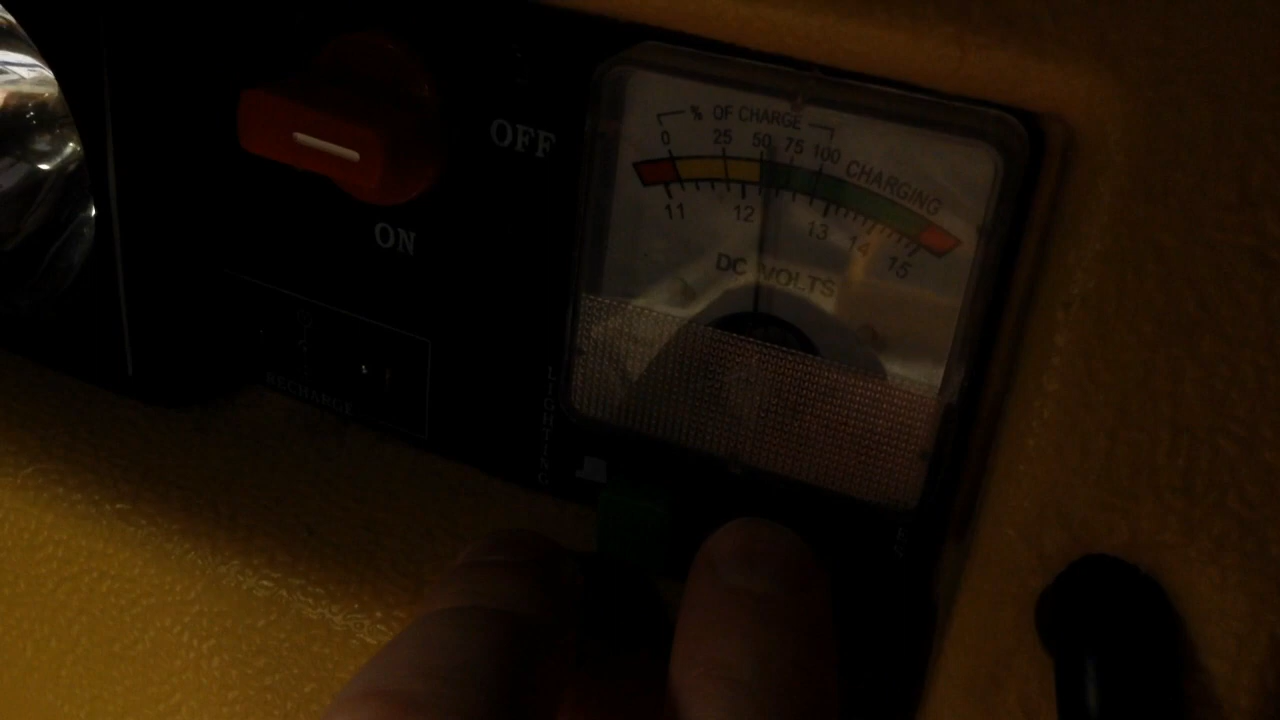 OFF
ON
% OF CHARGE
0 25 50 75 100 CHARGING
11 12 13 14 15
DC VOLTS
RECHARGE
LIGHTING